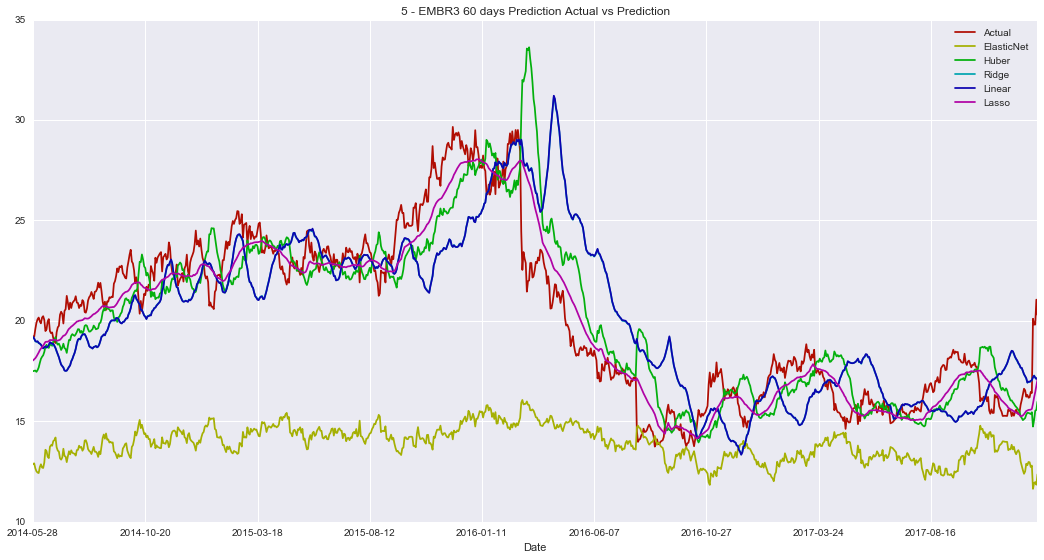 5 - EMBR3 60 days Prediction Actual vs Prediction
35
30
25
20
15
10
Actual
ElasticNet
Huber
Ridge
Linear
Lasso
2014-05-28 2014-10-20 2015-03-18 2015-08-12 2016-01-11 2016-06-07 2016-10-27 2017-03-24 2017-08-16
Date